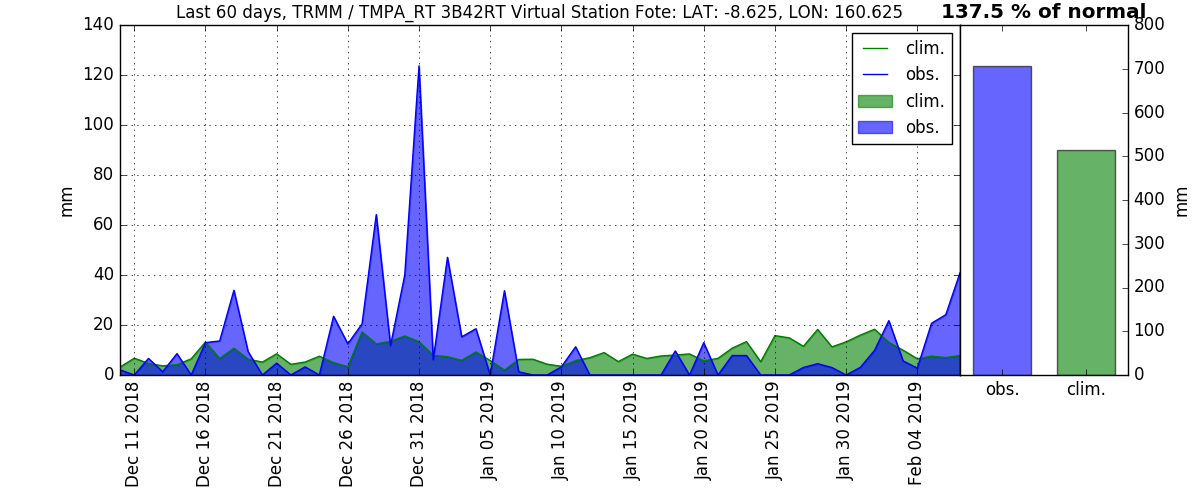 Last 60 days, TRMM / TMPA_RT 3B42RT Virtual Station Fote: LAT: -8.625, LON: 160.625
137.5 % of normal
mm
140
120
100
80
60
40
20
0
clim.
obs.
clim.
obs.
800
700
600
500
400
300
200
100
0
mm
Dec 11 2018
Dec 16 2018
Dec 21 2018
Dec 26 2018
Dec 31 2018
Jan 05 2019
Jan 10 2019
Jan 15 2019
Jan 20 2019
Jan 25 2019
Jan 30 2019
Feb 04 2019
obs.
clim.